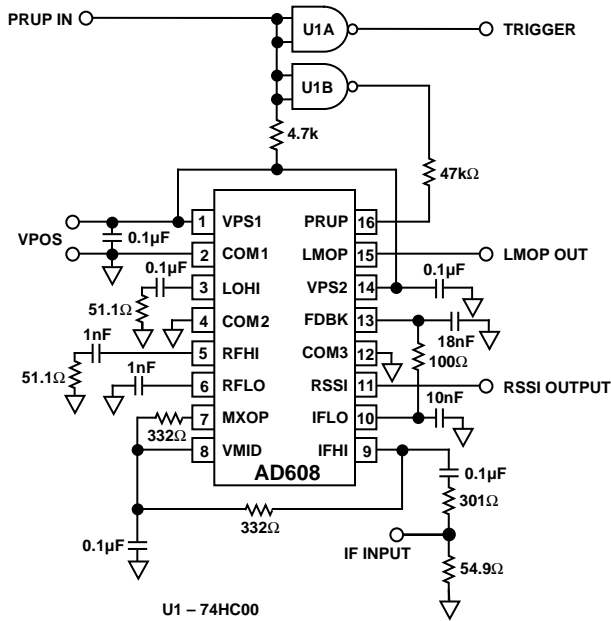 PRUP IN
U1A
TRIGGER
U1B
4.7k
47kΩ
VPOS
0.1µF
1 VPS1
PRUP 16
2 COM1
LMOP 15
LMOP OUT
0.1µF
3 LOHI
VPS2 14
0.1µF
51.1Ω
4 COM2
FDBK 13
18nF
1nF
5 RFHI
COM3 12
100Ω
51.1Ω
1nF
6 RFLO
RSSI 11
RSSI OUTPUT
7 MXOP
IFLO 10
10nF
332Ω
8 VMID
IFHI 9
AD608
0.1µF
301Ω
332Ω
0.1µF
IF INPUT
54.9Ω
U1 – 74HC00